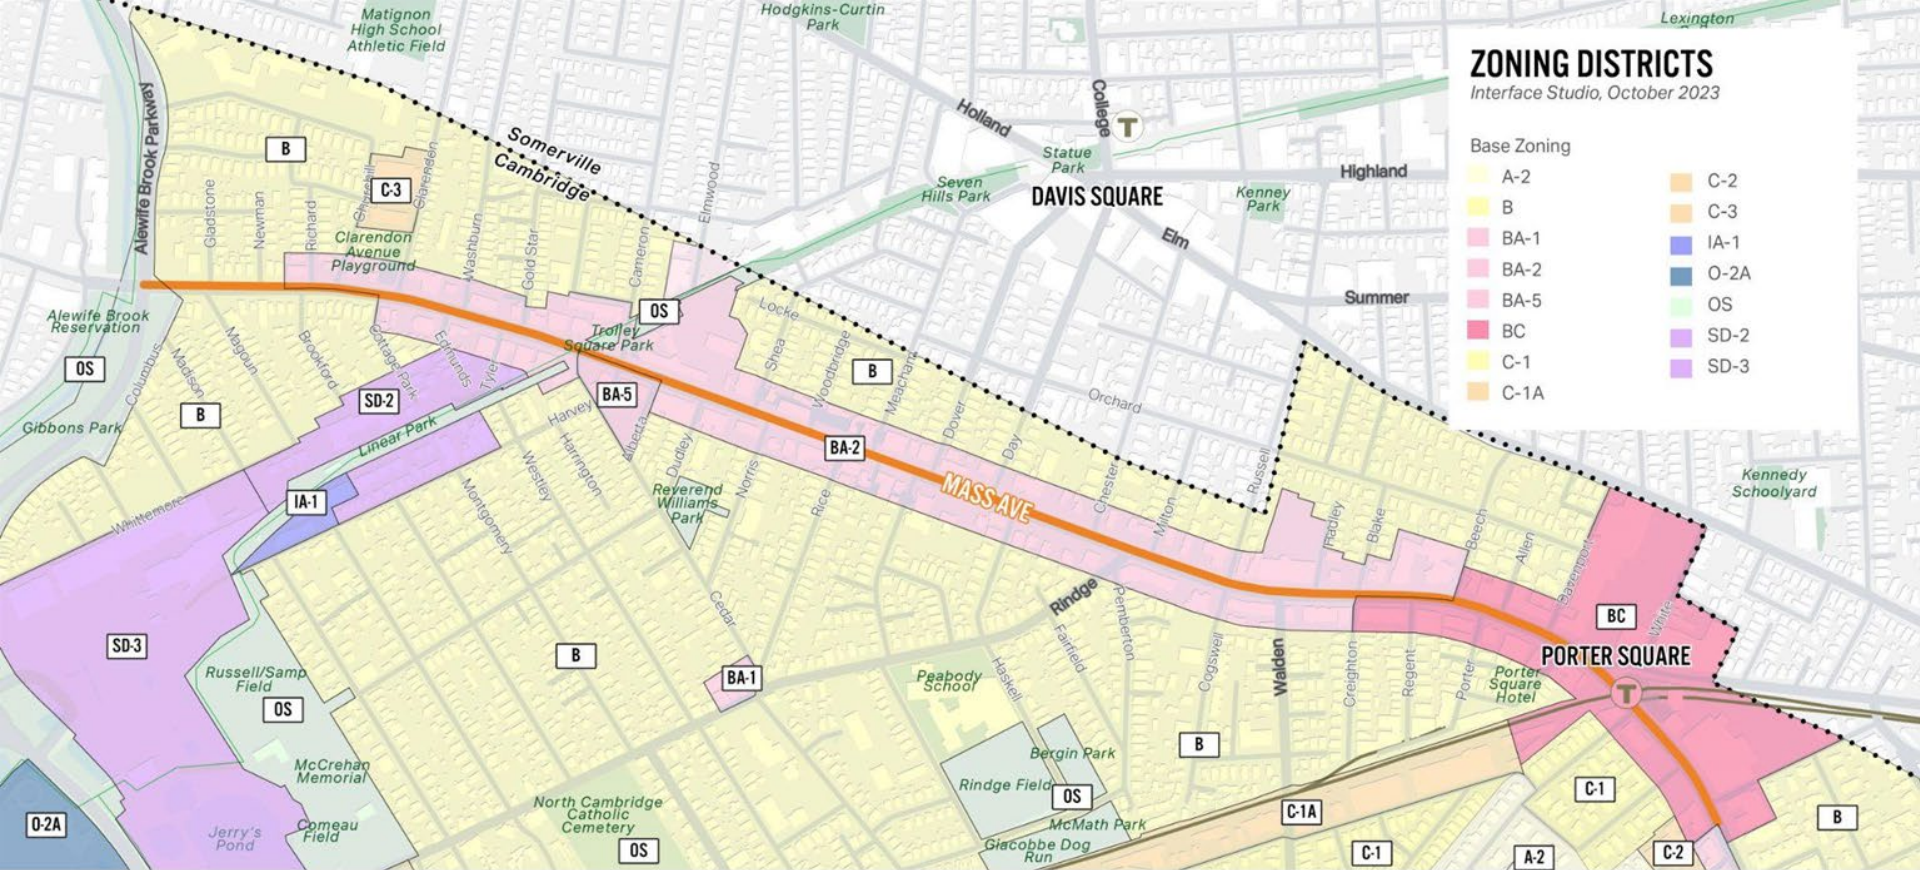 ZONING DISTRICTS
Interface Studio, October 2023
Base Zoning
A-2
B
BA-1
BA-2
BA-5
BC
C-1
C-1A
C-2
C-3
IA-1
O-2A
OS
SD-2
SD-3
Matignon
High School
Athletic Field
Hodgkins-Curtin
Park
Lexington
Alewife Brook Parkway
B
C-3
Churchill
Clarendon
Gladstone
Newman
Richard
Clarendon
Avenue
Playground
Washburn
Gold Star
Cameron
Elmwood
Somerville
Cambridge
Holland
College
T
Statue
Park
Seven
Hills Park
DAVIS SQUARE
Kenney
Park
Highland
Elm
Summer
Alewife Brook
Reservation
OS
Gibbons Park
Columbus
Madison
Magoun
Brookford
Cottage Park
Edmunds
Tyler
B
SD-2
Linear Park
IA-1
Whittemore
OS
Trolley
Square Park
BA-5
Harvey
Alberta
Locke
Shea
Woodbridge
Meacham
B
Dover
Day
Orchard
Chester
Milton
Russell
BA-2
MASS AVE
Dudley
Norris
Rice
Reverend
Williams
Park
Westley
Harrington
Montgomery
Cedar
Rindge
Fairfield
Pemberton
Haskell
Cogswell
Walden
Creighton
Regent
Porter
Hadley
Blake
Beech
Allen
Davenport
White
BC
PORTER SQUARE
Porter
Square
Hotel
T
Kennedy
Schoolyard
SD-3
Russell/Samp
Field
OS
B
BA-1
Peabody
School
B
McCrehan
Memorial
Bergin Park
Rindge Field
OS
McMath Park
Giacobbe Dog
Run
C-1A
C-1
B
O-2A
Jerry's
Pond
Comeau
Field
North Cambridge
Catholic
Cemetery
OS
C-1
A-2
C-2